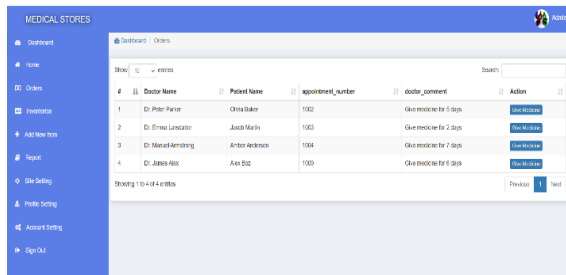 MEDICAL STORES
Admin
Dashboard
Home
Orders
Inventories
Add New Item
Report
Site Setting
Profile Setting
Account Setting
Sign Out
Dashboard / Orders
Show 10 entries Search:
# Doctor Name Patient Name appointment_number doctor_comment Action
1 Dr. Peter Parker Olivia Baker 1002 Give medicine for 5 days Give Medicine
2 Dr. Emma Jacob Martin 1003 Give medicine for 2 days Give Medicine
3 Dr. Manuel Armstrong Amber Anderson 1004 Give medicine for 7 days Give Medicine
4 Dr. James Alex Alex Boz 1009 Give medicine for 6 days Give Medicine
Showing 1 to 4 of 4 entries
Previous 1 Next